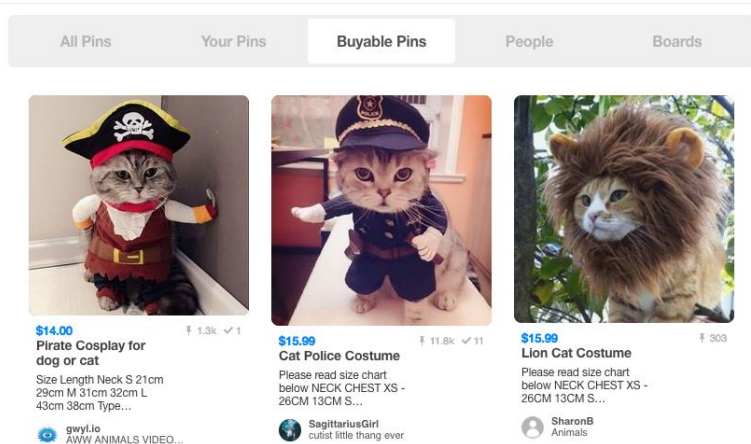 All Pins
Your Pins
Buyable Pins
People
Boards
POLICE
$14.00
1.3k
1
Pirate Cosplay for
dog or cat
Size Length Neck S 21cm
29cm M 31cm 32cm L
43cm 38cm Type...
gwyl.io
AWW ANIMALS VIDEO...
$15.99
11.8k
11
Cat Police Costume
Please read size chart
below NECK CHEST XS -
26CM 13CM S...
SagittariusGirl
cutist little thang ever
$15.99
303
Lion Cat Costume
Please read size chart
below NECK CHEST XS -
26CM 13CM S...
SharonB
Animals